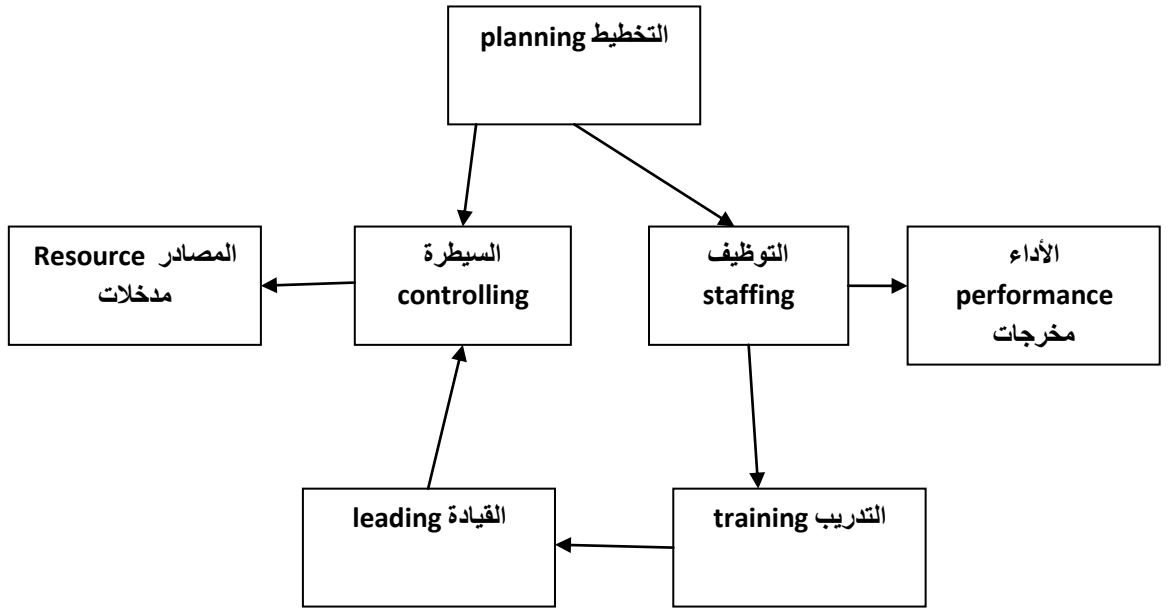 التخطيط planning
المصادر Resource
مدخلات
السيطرة
controlling
التوظيف
staffing
الأداء
performance
مخرجات
القيادة leading
التدريب training